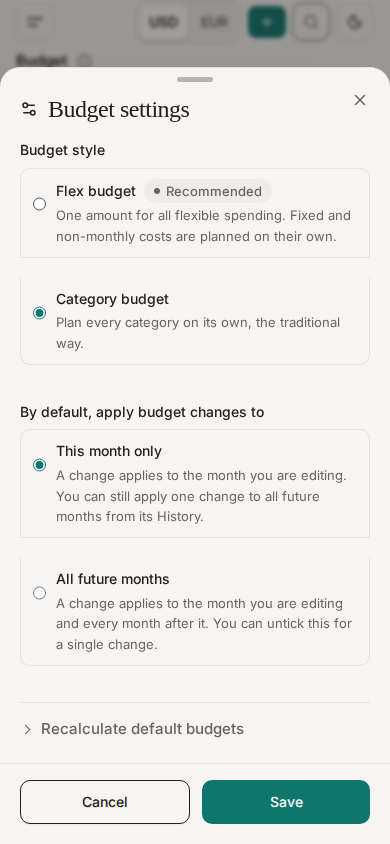 USD
EUR
Budget
Budget settings
Budget style
Flex budget
Recommended
One amount for all flexible spending. Fixed and
non-monthly costs are planned on their own.
Category budget
Plan every category on its own, the traditional
way.
By default, apply budget changes to
This month only
A change applies to the month you are editing.
You can still apply one change to all future
months from its History.
All future months
A change applies to the month you are editing
and every month after it. You can untick this for
a single change.
Recalculate default budgets
Cancel
Save